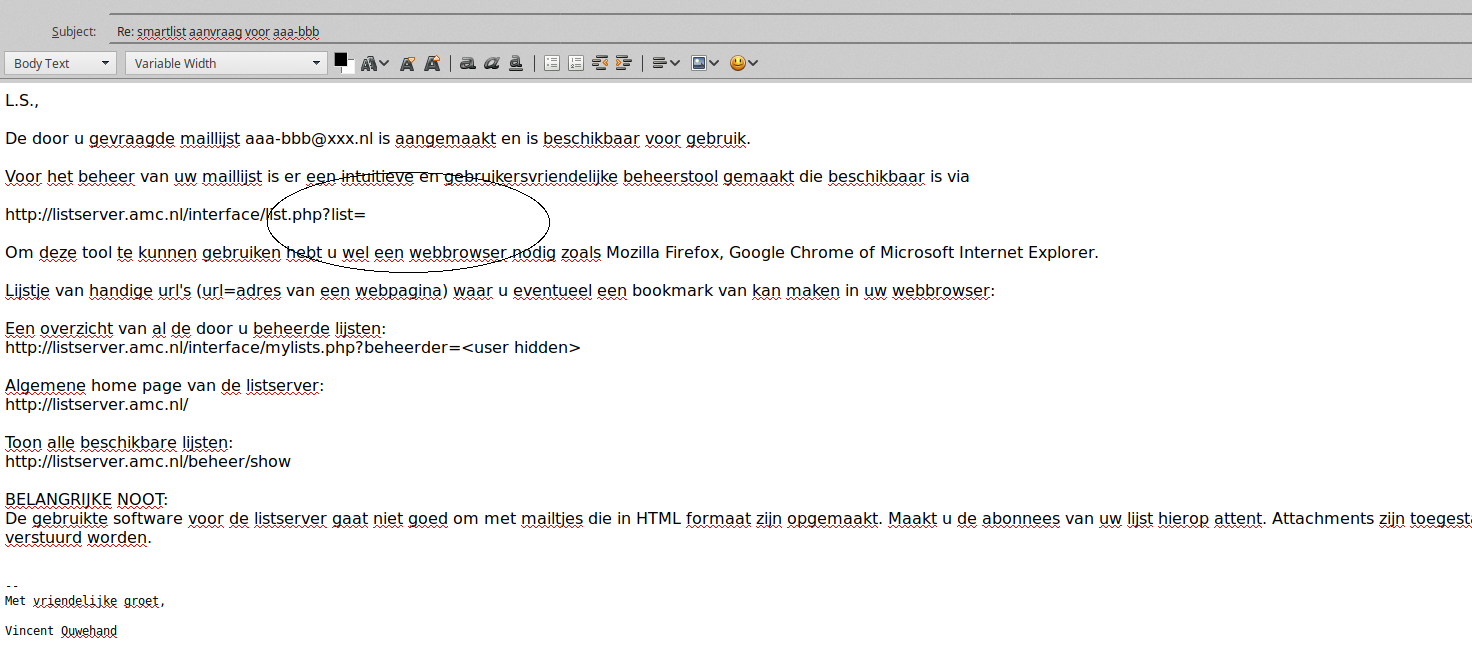 Subject: Re: smartlist aanvraag voor aaa-bbb
Body Text Variable Width
L.S.,
De door u gevraagde maillijst aaa-bbb@xxx.nl is aangemaakt en is beschikbaar voor gebruik.
Voor het beheer van uw maillijst is er een intuitieve en gebruikersvriendelijke beheerstool gemaakt die beschikbaar is via
http://listserver.amc.nl/interface/list.php?list=
Om deze tool te kunnen gebruiken hebt u wel een webbrowser nodig zoals Mozilla Firefox, Google Chrome of Microsoft Internet Explorer.
Lijstje van handige url's (url=adres van een webpagina) waar u eventueel een bookmark van kan maken in uw webbrowser:
Een overzicht van al de door u beheerde lijsten:
http://listserver.amc.nl/interface/mylists.php?beheerder=<user hidden>
Algemene home page van de listserver:
http://listserver.amc.nl/
Toon alle beschikbare lijsten:
http://listserver.amc.nl/beheer/show
BELANGRIJKE NOOT:
De gebruikte software voor de listserver gaat niet goed om met mailtjes die in HTML formaat zijn opgemaakt. Maakt u de abonnees van uw lijst hierop attent. Attachments zijn toegesta
verstuurd worden.
--
Met vriendelijke groet,
Vincent Ouwehand